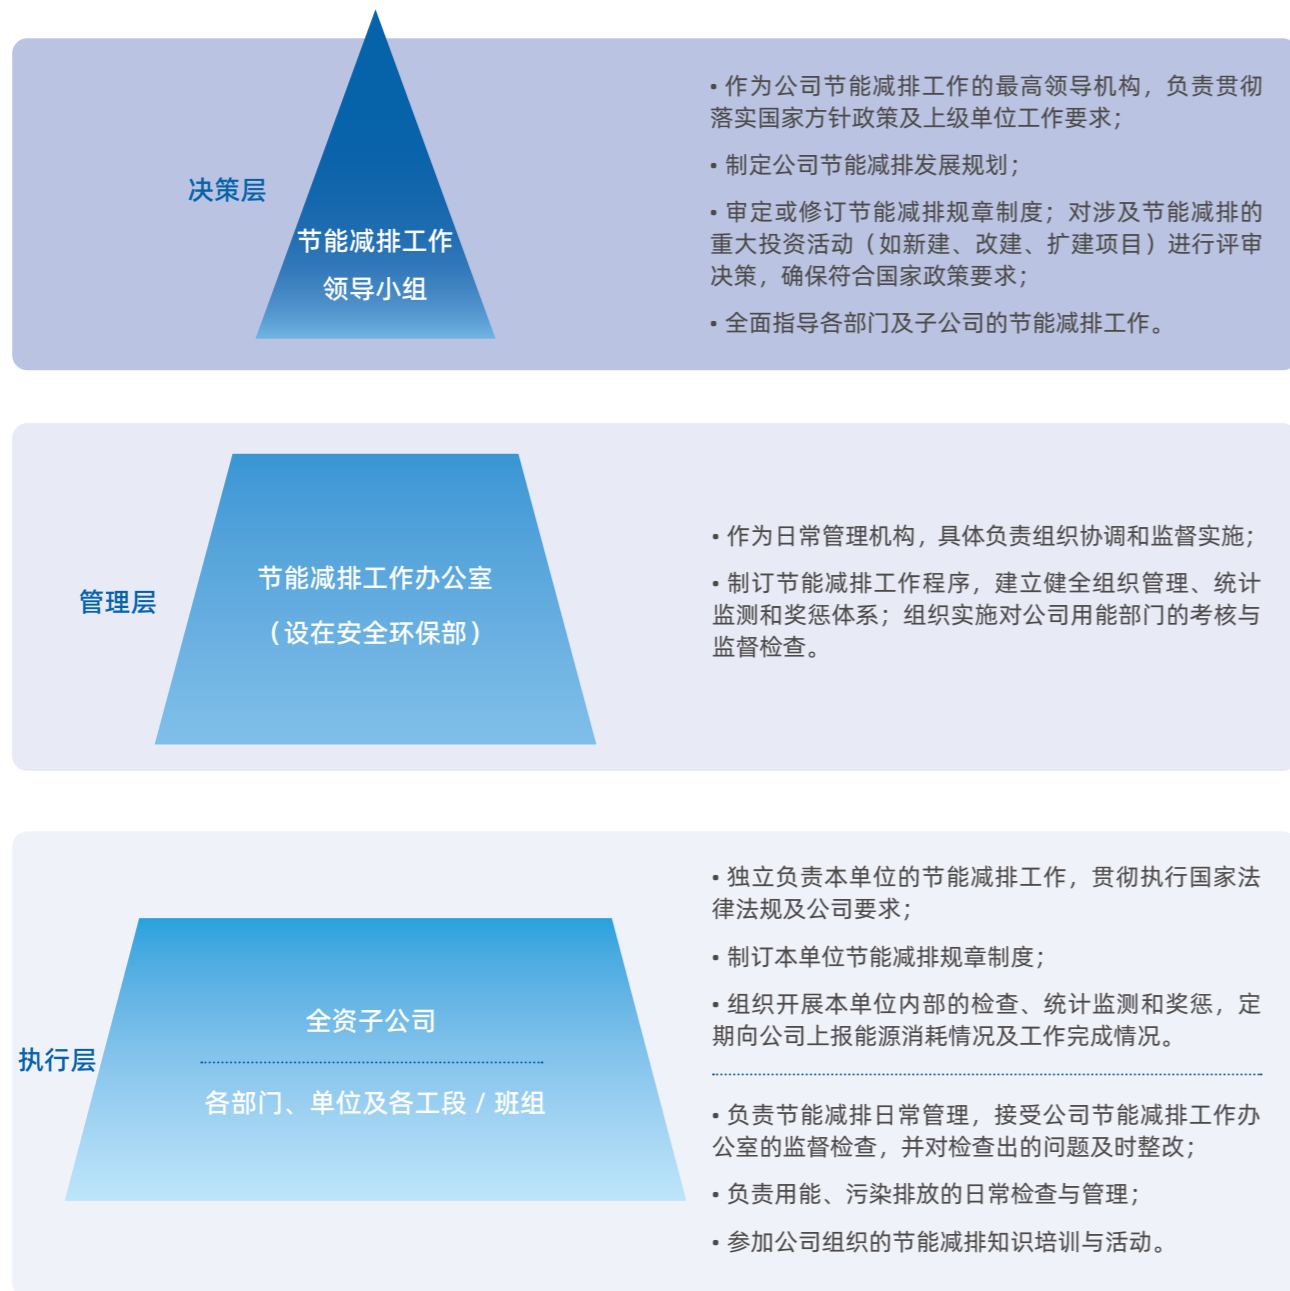 决策层
节能减排工作
领导小组
• 作为公司节能减排工作的最高领导机构，负责贯彻
落实国家方针政策及上级单位工作要求；
• 制定公司节能减排发展规划；
• 审定或修订节能减排规章制度；对涉及节能减排的
重大投资活动（如新建、改建、扩建项目）进行评审
决策，确保符合国家政策要求；
• 全面指导各部门及子公司的节能减排工作。
管理层
节能减排工作办公室
（设在安全环保部）
• 作为日常管理机构，具体负责组织协调和监督实施；
• 制订节能减排工作程序，建立健全组织管理、统计
监测和奖惩体系；组织实施对公司用能部门的考核与
监督检查。
执行层
全资子公司
各部门、单位及各工段 / 班组
• 独立负责本单位的节能减排工作，贯彻执行国家法
律法规及公司要求；
• 制订本单位节能减排规章制度；
• 组织开展本单位内部的检查、统计监测和奖惩，定
期向公司上报能源消耗情况及工作完成情况。
• 负责节能减排日常管理，接受公司节能减排工作办
公室的监督检查，并对检查出的问题及时整改；
• 负责用能、污染排放的日常检查与管理；
• 参加公司组织的节能减排知识培训与活动。